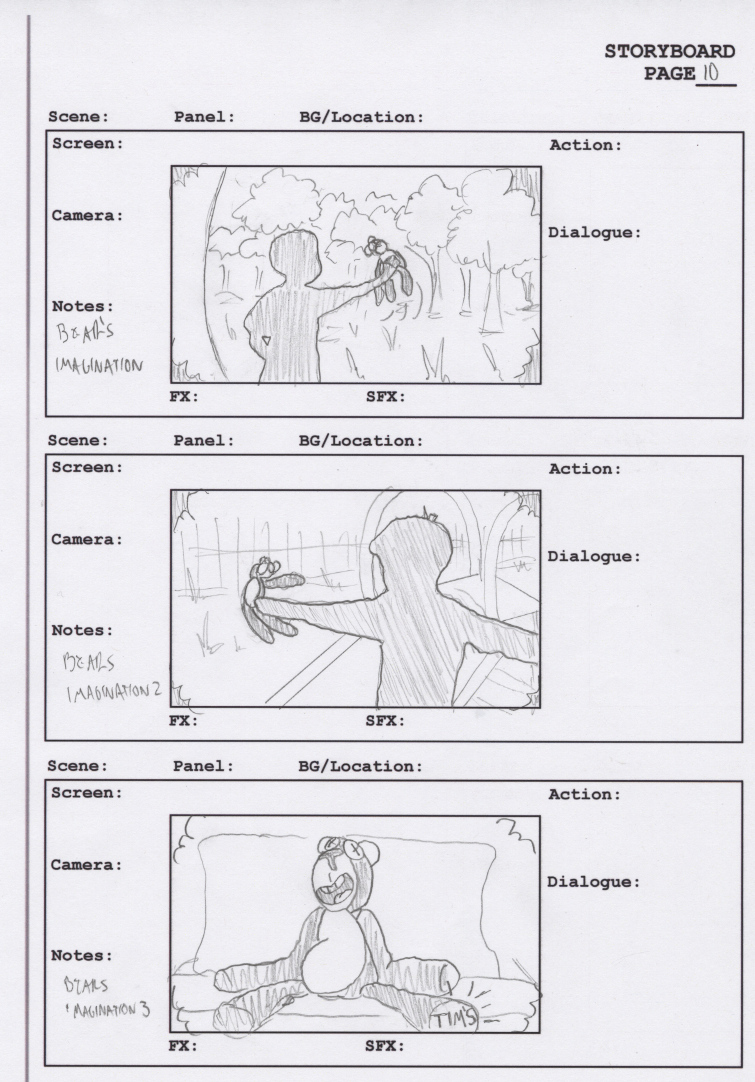 STORYBOARD
PAGE 10
Scene: Panel: BG/Location:
Screen: Action:
Camera:
Dialogue:
Notes:
BEAR'S
IMAGINATION
FX: SFX:
Scene: Panel: BG/Location:
Screen: Action:
Camera:
Dialogue:
Notes:
BEARS
IMAGINATION 2
FX: SFX:
Scene: Panel: BG/Location:
Screen: Action:
Camera:
Dialogue:
Notes:
BEARS
IMAGINATION 3
TIM'S
FX: SFX: